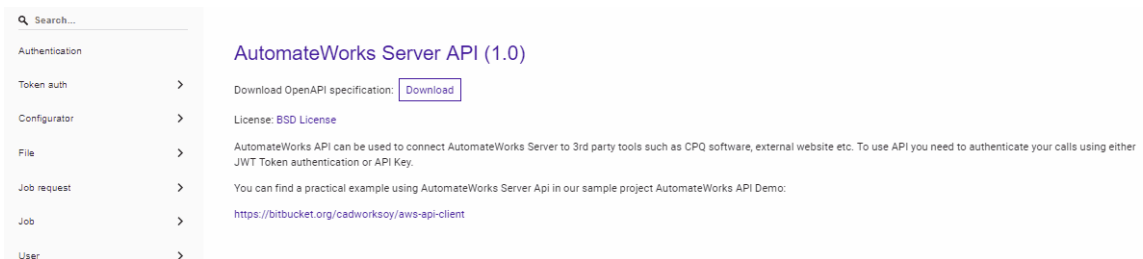 Search...
Authentication
Token auth
Configurator
File
Job request
Job
User
AutomateWorks Server API (1.0)
Download OpenAPI specification: Download
License: BSD License
AutomateWorks API can be used to connect AutomateWorks Server to 3rd party tools such as CPQ software, external website etc. To use API you need to authenticate your calls using either
JWT Token authentication or API Key.
You can find a practical example using AutomateWorks Server Api in our sample project AutomateWorks API Demo:
https://bitbucket.org/cadworksoy/aws-api-client